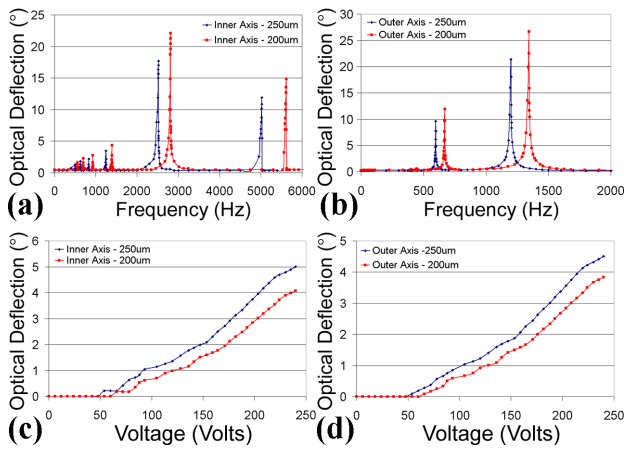 Optical Deflection (°)
25
20
15
10
5
0
Inner Axis - 250um
Inner Axis - 200um
0 1000 2000 3000 4000 5000 6000
(a) Frequency (Hz)
Optical Deflection (°)
30
25
20
15
10
5
0
Outer Axis - 250um
Outer Axis - 200um
0 500 1000 1500 2000
(b) Frequency (Hz)
Optical Deflection (°)
6
5
4
3
2
1
0
Inner Axis - 250um
Inner Axis - 200um
0 50 100 150 200 250
(c) Voltage (Volts)
Optical Deflection (°)
5
4
3
2
1
0
Outer Axis -250um
Outer Axis - 200um
0 50 100 150 200 250
(d) Voltage (Volts)